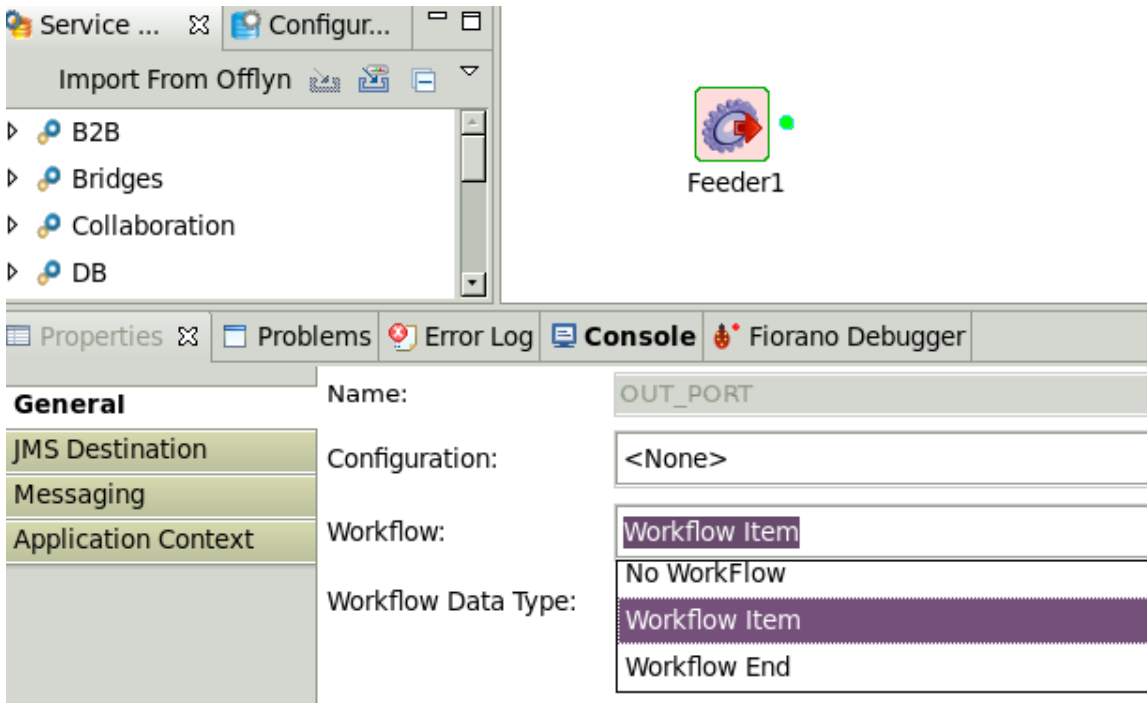 Service ...
Configur...
Import From Offlyn
B2B
Bridges
Collaboration
DB
Feeder1
Properties
Problems
Error Log
Console
Fiorano Debugger
General
JMS Destination
Messaging
Application Context
Name:
OUT_PORT
Configuration:
<None>
Workflow:
Workflow Item
No WorkFlow
Workflow Item
Workflow End
Workflow Data Type: